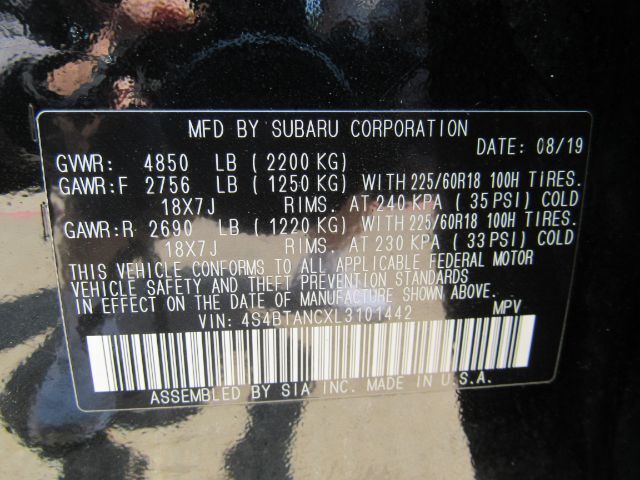 MFD BY SUBARU CORPORATION
DATE: 08/19
GVWR: 4850 LB (2200 KG)
GAWR:F 2756 LB (1250 KG) WITH 225/60R18 100H TIRES.
18X7J RIMS. AT 240 KPA (35 PSI) COLD
GAWR:R 2690 LB (1220 KG) WITH 225/60R18 100H TIRES.
18X7J RIMS. AT 230 KPA (33 PSI) COLD
THIS VEHICLE CONFORMS TO ALL APPLICABLE FEDERAL MOTOR
VEHICLE SAFETY AND THEFT PREVENTION STANDARDS
IN EFFECT ON THE DATE OF MANUFACTURE SHOWN ABOVE.
VIN: 4S4BTANCXL3101442 MPV
ASSEMBLED BY SIA INC. MADE IN U.S.A.